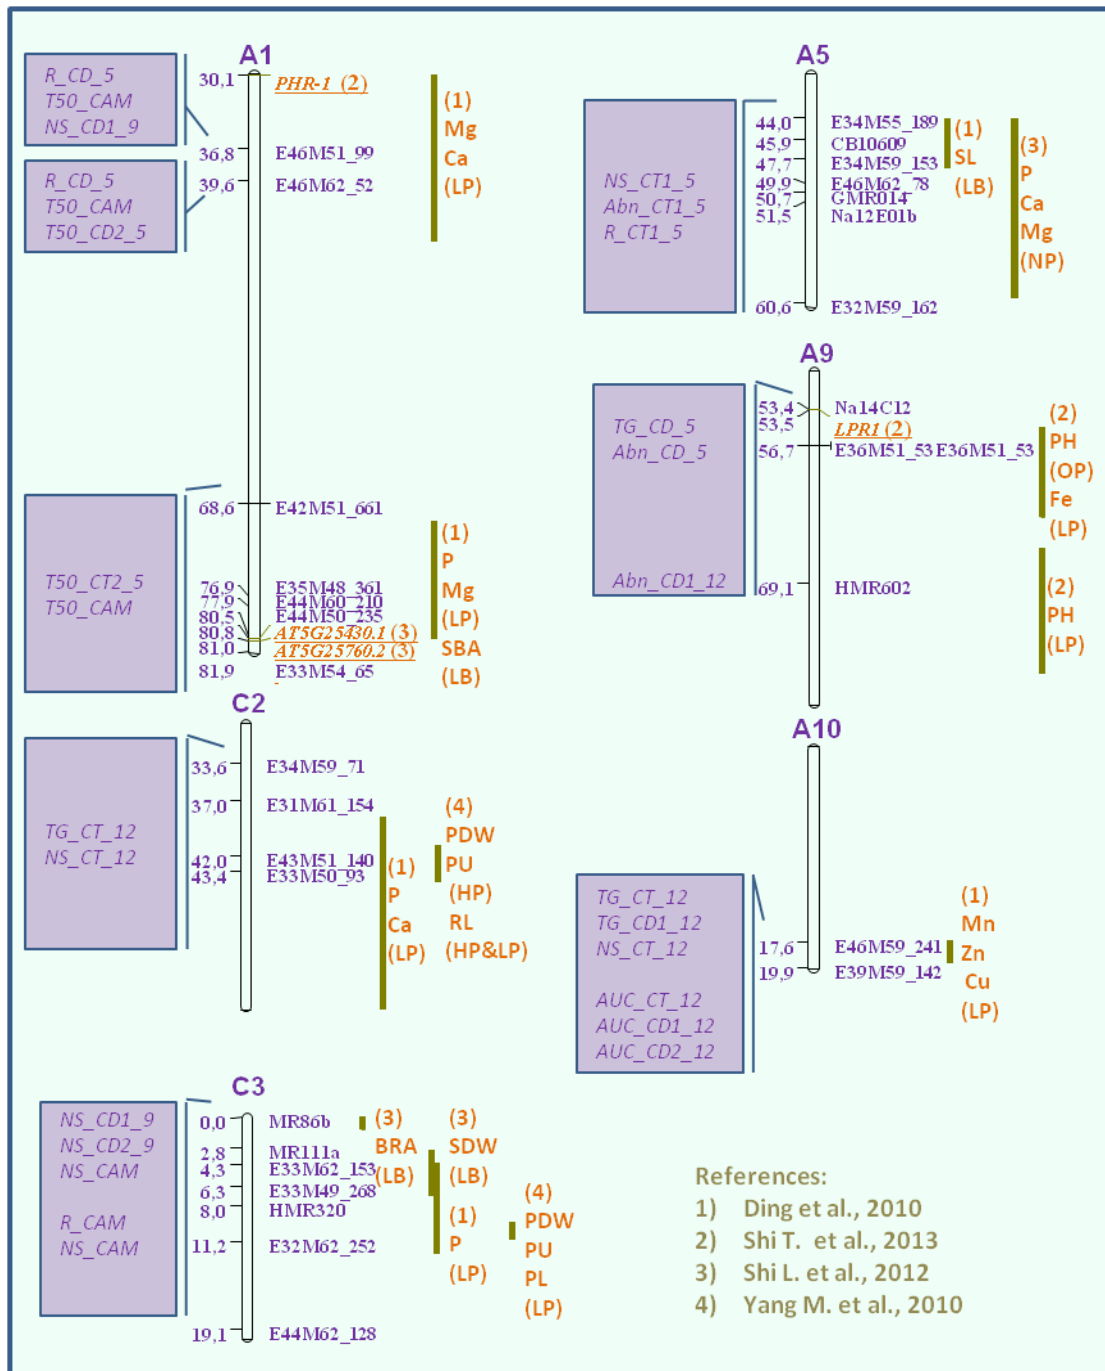 A1
R_CD_5
T50_CAM
NS_CD1_9
R_CD_5
T50_CAM
T50_CD2_5
30,1 PHR-1 (2)
36,8 E46M51_99
39,6 E46M62_52
(1)
Mg
Ca
(LP)
T50_CT2_5
T50_CAM
68,6 E42M51_661
76,9 E35M48_361
77,9 E44M60_210
80,5 E44M50_235
80,8 AT5G25430.1 (3)
81,0 AT5G25760.2 (3)
81,9 E33M54_65
(1)
P
Mg
(LP)
SBA
(LB)
C2
TG_CT_12
NS_CT_12
33,6 E34M59_71
37,0 E31M61_154
42,0 E43M51_140
43,4 E33M50_93
(1)
P
Ca
(LP)
(4)
PDW
PU
(HP)
RL
(HP&LP)
C3
NS_CD1_9
NS_CD2_9
NS_CAM
R_CAM
NS_CAM
0,0 MR86b
2,8 MR111a
4,3 E33M62_153
6,3 E33M49_268
8,0 HMR320
11,2 E32M62_252
19,1 E44M62_128
(3)
BRA
(LB)
(3)
SDW
(LB)
(1)
P
(LP)
(4)
PDW
PU
PL
(LP)
A5
NS_CT1_5
Abn_CT1_5
R_CT1_5
44,0 E34M55_189
45,9 CB10609
47,7 E34M59_153
49,9 E46M62_78
50,7 GMR014
51,5 Na12E01b
60,6 E32M59_162
(1)
SL
(LB)
(3)
P
Ca
Mg
(NP)
A9
TG_CD_5
Abn_CD_5
Abn_CD1_12
53,4 Na14C12
53,5 LPR1 (2)
56,7 E36M51_53E36M51_53
69,1 HMR602
(2)
PH
(OP)
Fe
(LP)
(2)
PH
(LP)
A10
TG_CT_12
TG_CD1_12
NS_CT_12
AUC_CT_12
AUC_CD1_12
AUC_CD2_12
17,6 E46M59_241
19,9 E39M59_142
(1)
Mn
Zn
Cu
(LP)
References:
1) Ding et al., 2010
2) Shi T. et al., 2013
3) Shi L. et al., 2012
4) Yang M. et al., 2010